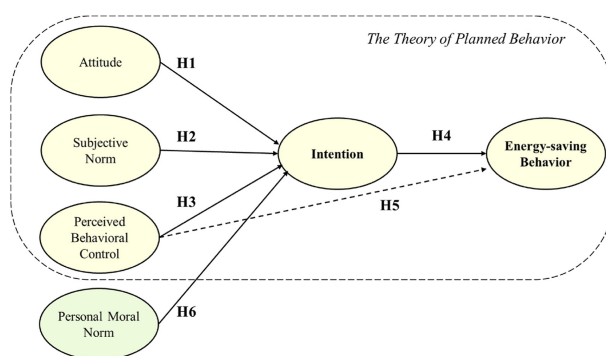 The Theory of Planned Behavior
Attitude
H1
Subjective
Norm
H2
Intention
H4
Energy-saving
Behavior
H3
Perceived
Behavioral
Control
H5
Personal Moral
Norm
H6